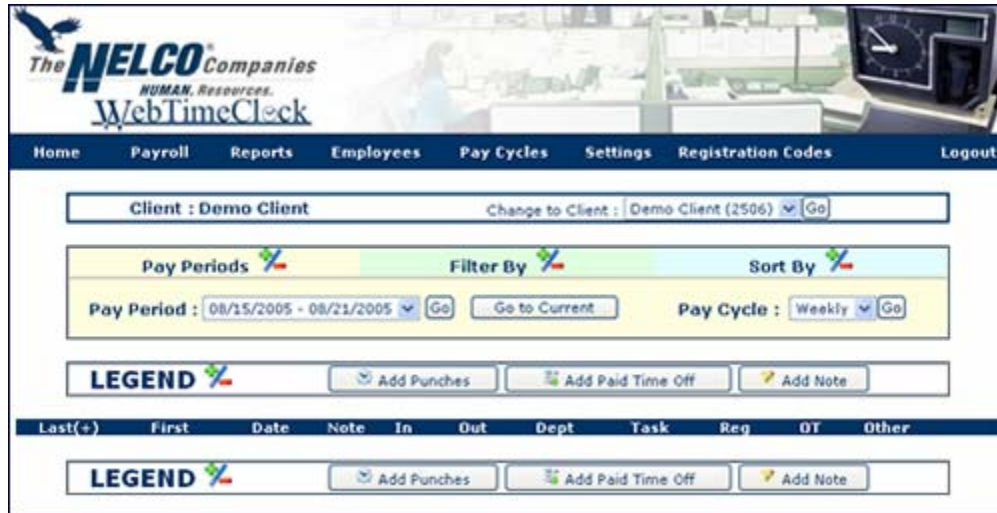 The NELCO Companies
HUMAN. Resources.
WebTimeClock
Home Payroll Reports Employees Pay Cycles Settings Registration Codes Logout
Client : Demo Client Change to Client : Demo Client (2506) Go
Pay Periods Filter By Sort By
Pay Period : 08/15/2005 - 08/21/2005 Go Go to Current Pay Cycle : Weekly Go
LEGEND Add Punches Add Paid Time Off Add Note
Last(+) First Date Note In Out Dept Task Reg OT Other
LEGEND Add Punches Add Paid Time Off Add Note